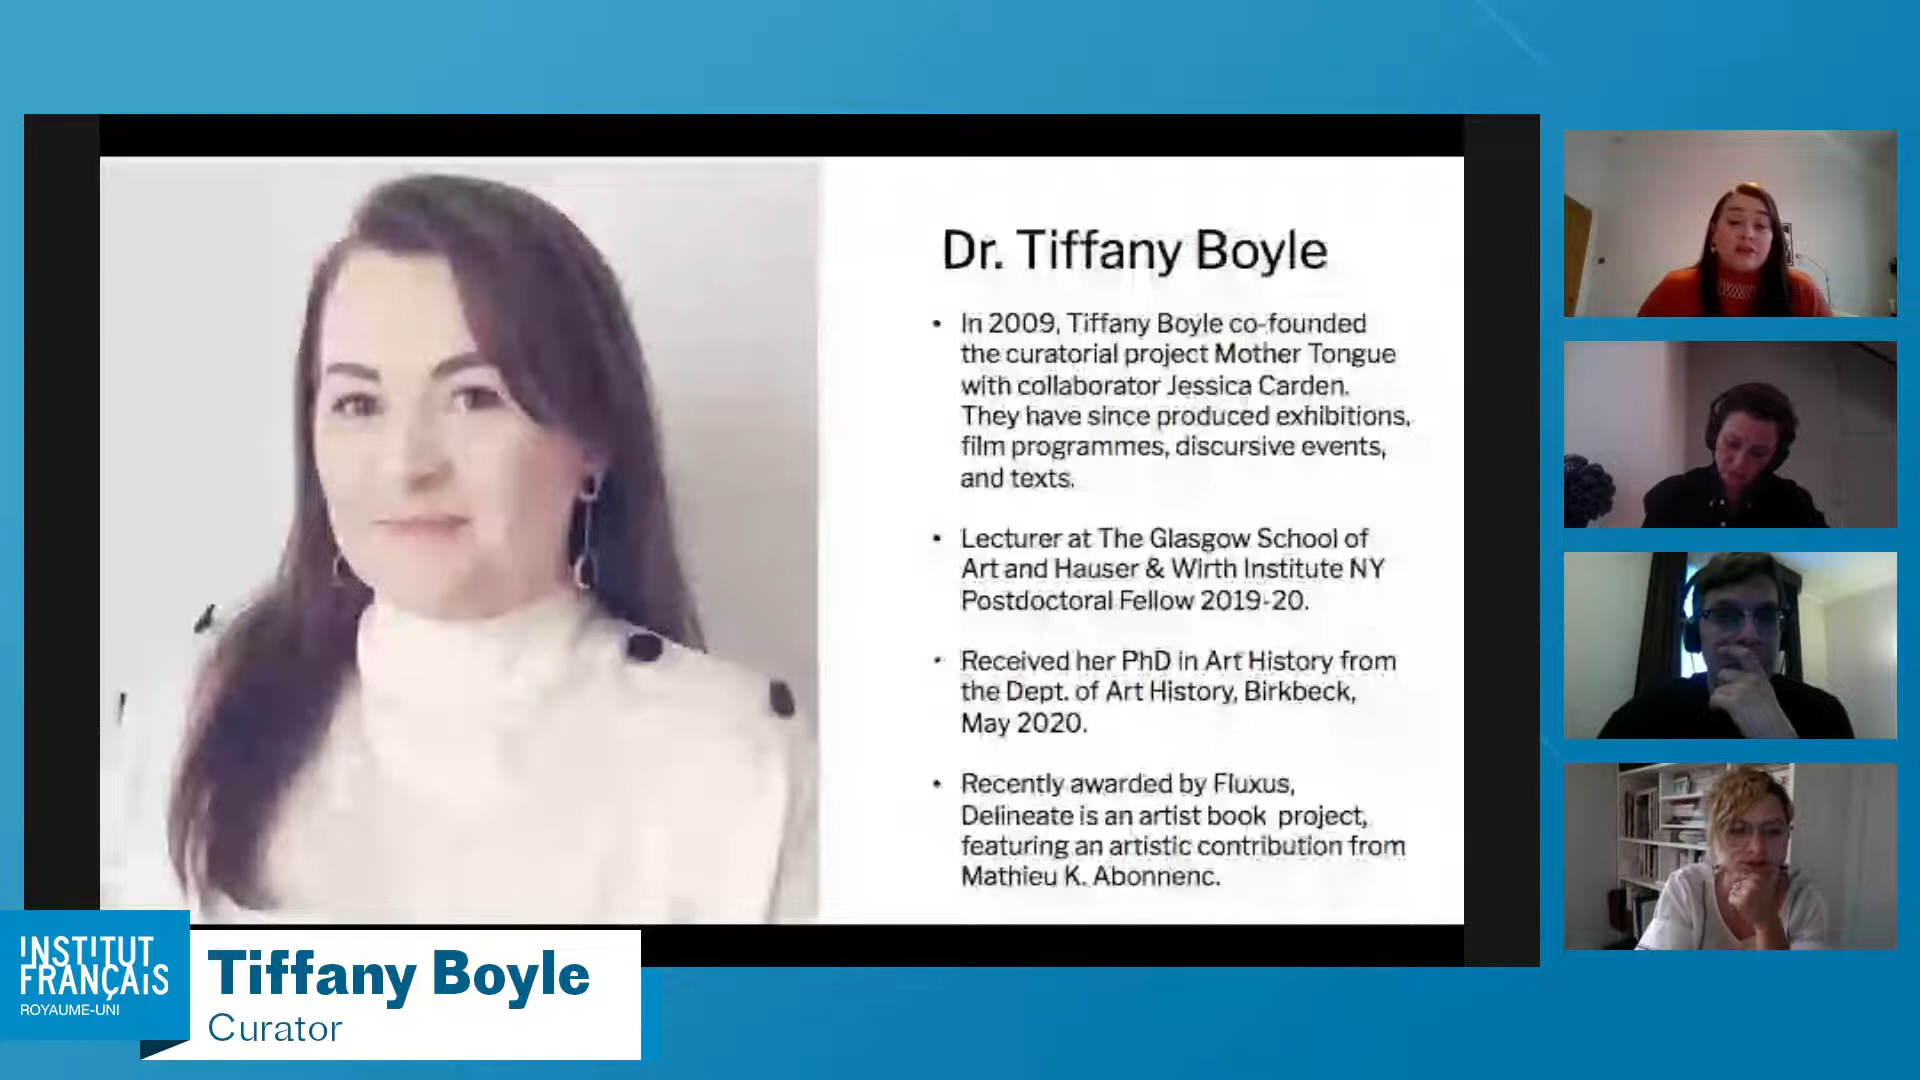 Dr. Tiffany Boyle
• In 2009, Tiffany Boyle co-founded
the curatorial project Mother Tongue
with collaborator Jessica Carden.
They have since produced exhibitions,
film programmes, discursive events,
and texts.
• Lecturer at The Glasgow School of
Art and Hauser & Wirth Institute NY
Postdoctoral Fellow 2019-20.
• Received her PhD in Art History from
the Dept. of Art History, Birkbeck,
May 2020.
• Recently awarded by Fluxus,
Delineate is an artist book project,
featuring an artistic contribution from
Mathieu K. Abonnenc.
INSTITUT
FRANÇAIS
ROYAUME-UNI
Tiffany Boyle
Curator